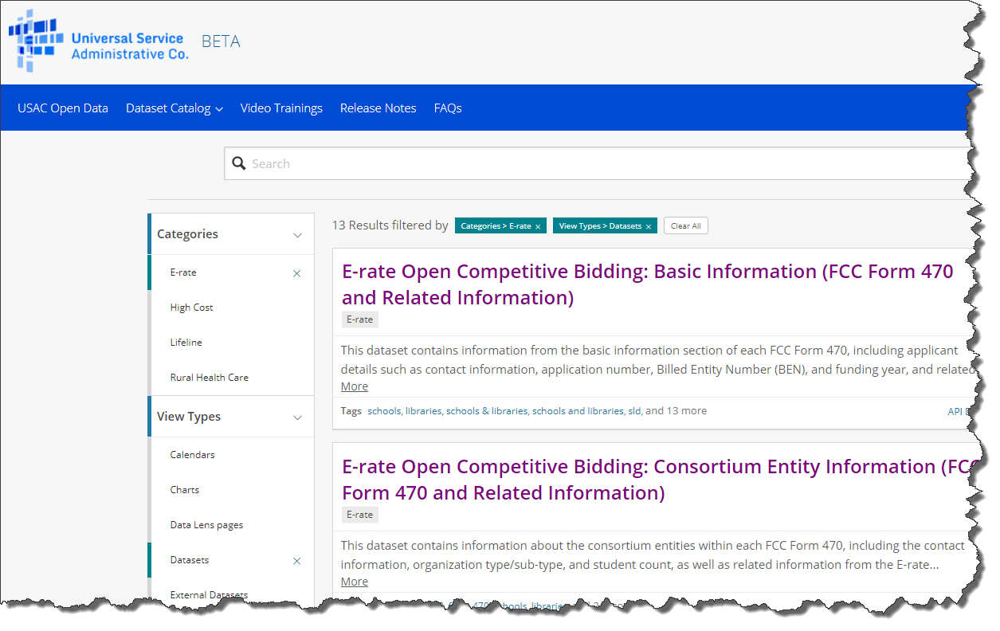 Universal Service
Administrative Co.
BETA
USAC Open Data Dataset Catalog Video Trainings Release Notes FAQs
Search
Categories
E-rate ×
High Cost
Lifeline
Rural Health Care
View Types
Calendars
Charts
Data Lens pages
Datasets ×
External Datasets
13 Results filtered by Categories > E-rate × View Types > Datasets × Clear All
E-rate Open Competitive Bidding: Basic Information (FCC Form 470
and Related Information)
E-rate
This dataset contains information from the basic information section of each FCC Form 470, including applicant
details such as contact information, application number, Billed Entity Number (BEN), and funding year, and related
More
Tags schools, libraries, schools & libraries, schools and libraries, sld, and 13 more
API
E-rate Open Competitive Bidding: Consortium Entity Information (FCC
Form 470 and Related Information)
E-rate
This dataset contains information about the consortium entities within each FCC Form 470, including the contact
information, organization type/sub-type, and student count, as well as related information from the E-rate...
More
470